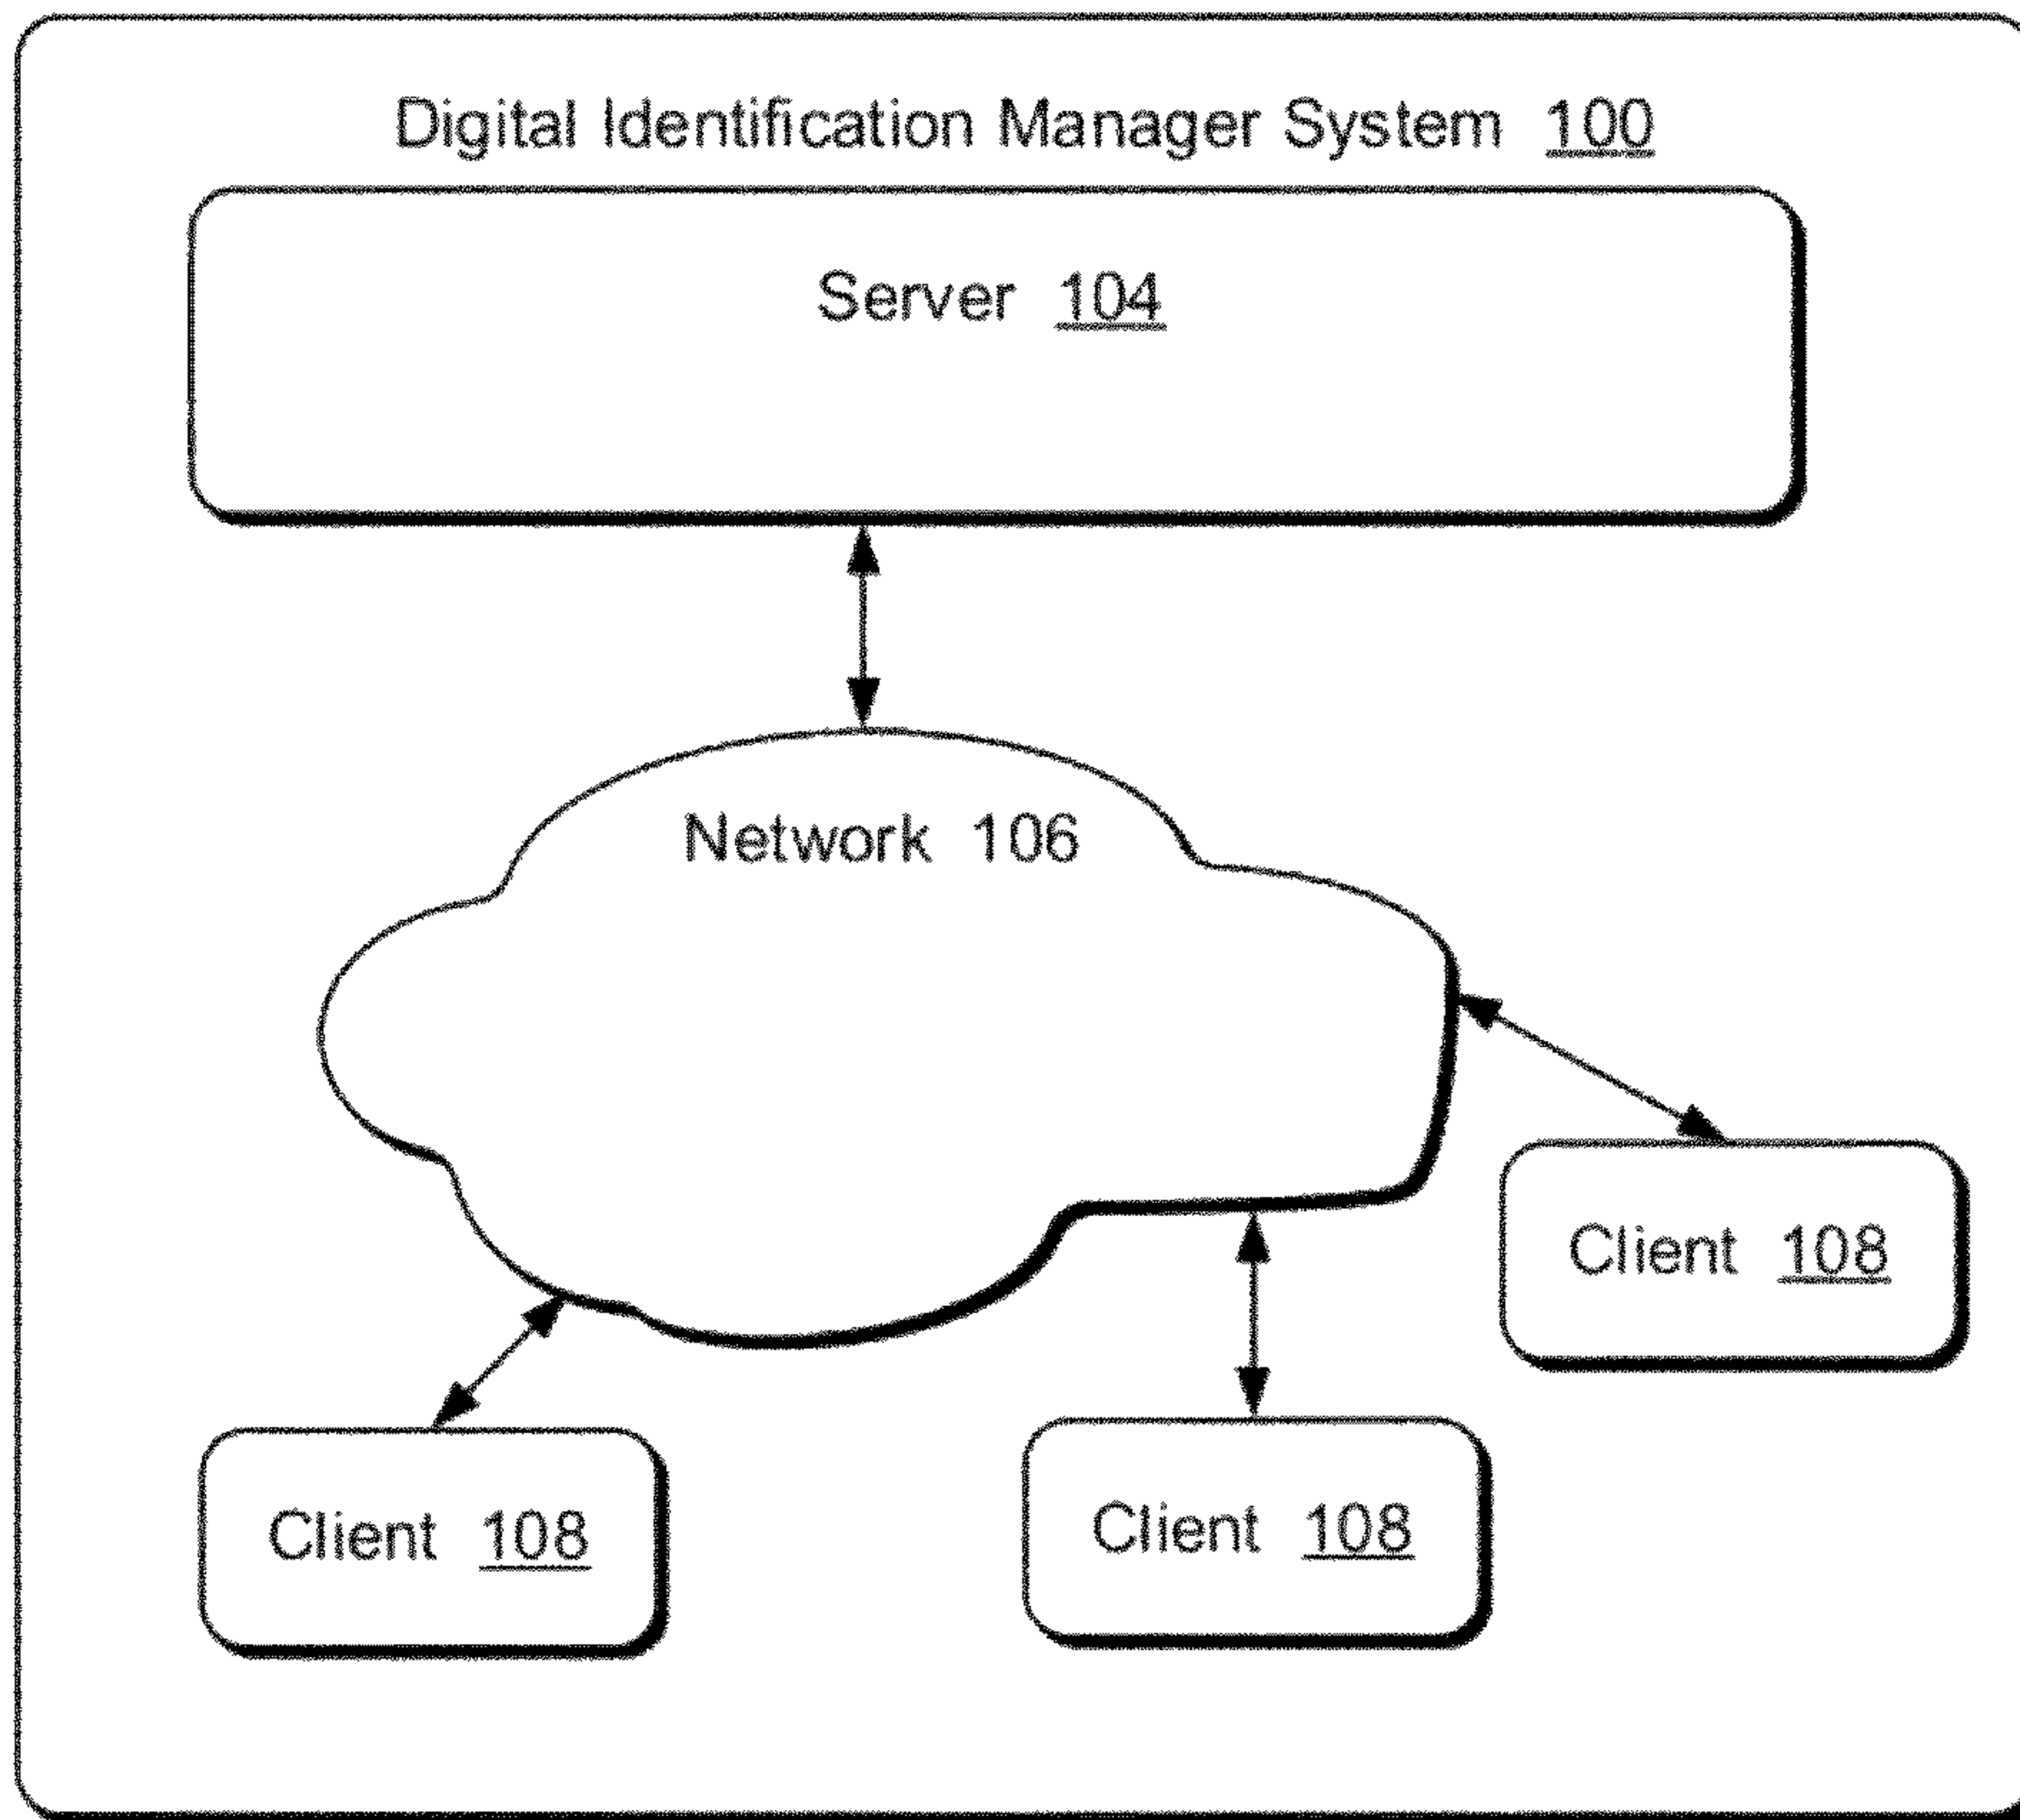 Digital Identification Manager System 100
Server 104
Network 106
Client 108
Client 108
Client 108